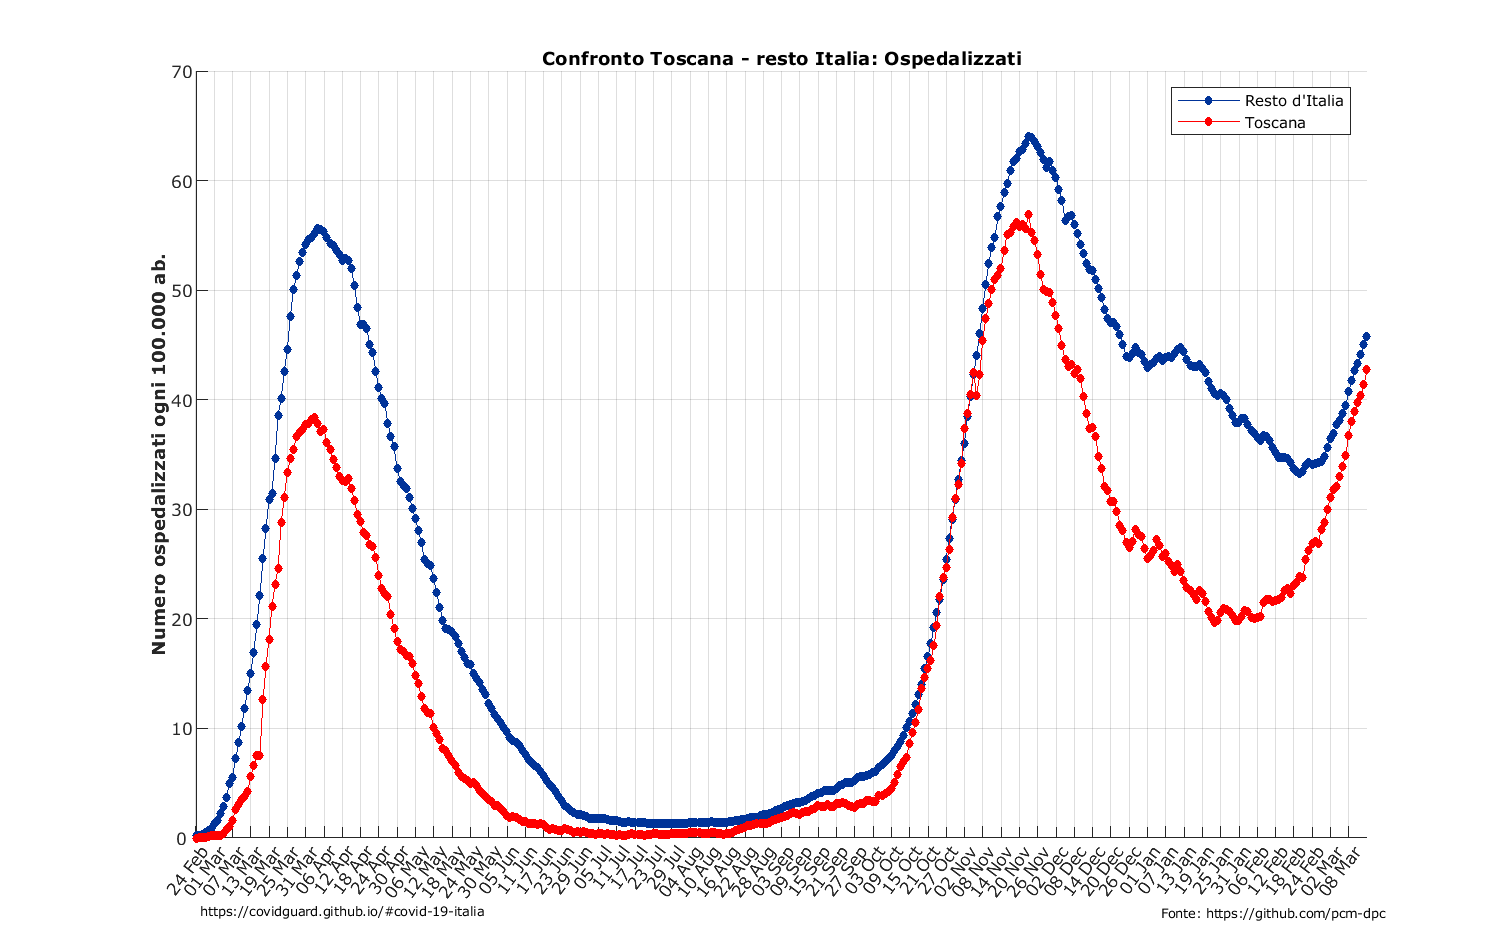 Confronto Toscana - resto Italia: Ospedalizzati
Resto d'Italia
Toscana
Numero ospedalizzati ogni 100.000 ab.
70
60
50
40
30
20
10
0
24 Feb
01 Mar
07 Mar
13 Mar
19 Mar
25 Mar
31 Mar
06 Apr
12 Apr
18 Apr
24 Apr
30 Apr
06 May
12 May
18 May
24 May
30 May
05 Jun
11 Jun
17 Jun
23 Jun
29 Jun
05 Jul
11 Jul
17 Jul
23 Jul
29 Jul
04 Aug
10 Aug
16 Aug
22 Aug
28 Aug
03 Sep
09 Sep
15 Sep
21 Sep
27 Sep
03 Oct
09 Oct
15 Oct
21 Oct
27 Oct
02 Nov
08 Nov
14 Nov
20 Nov
26 Nov
02 Dec
08 Dec
14 Dec
20 Dec
26 Dec
01 Jan
07 Jan
13 Jan
19 Jan
25 Jan
31 Jan
06 Feb
12 Feb
18 Feb
24 Feb
02 Mar
08 Mar
https://covidguard.github.io/#covid-19-italia
Fonte: https://github.com/pcm-dpc